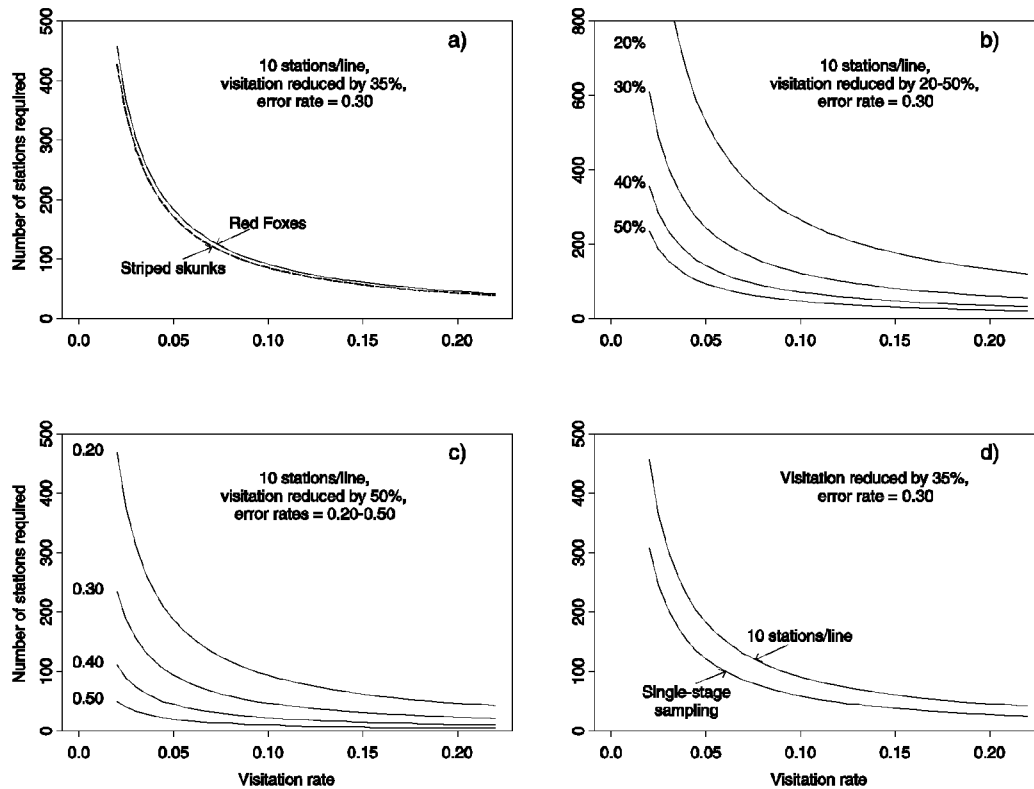 a)
10 stations/line,
visitation reduced by 35%,
error rate = 0.30
Red Foxes
Striped skunks
Number of stations required
500
400
300
200
100
0
0.0 0.05 0.10 0.15 0.20
b)
10 stations/line,
visitation reduced by 20-50%,
error rate = 0.30
20%
30%
40%
50%
800
600
400
200
0
0.0 0.05 0.10 0.15 0.20
c)
10 stations/line,
visitation reduced by 50%,
error rates = 0.20-0.50
0.20
0.30
0.40
0.50
Number of stations required
500
400
300
200
100
0
0.0 0.05 0.10 0.15 0.20
Visitation rate
d)
Visitation reduced by 35%,
error rate = 0.30
10 stations/line
Single-stage
sampling
500
400
300
200
100
0
0.0 0.05 0.10 0.15 0.20
Visitation rate